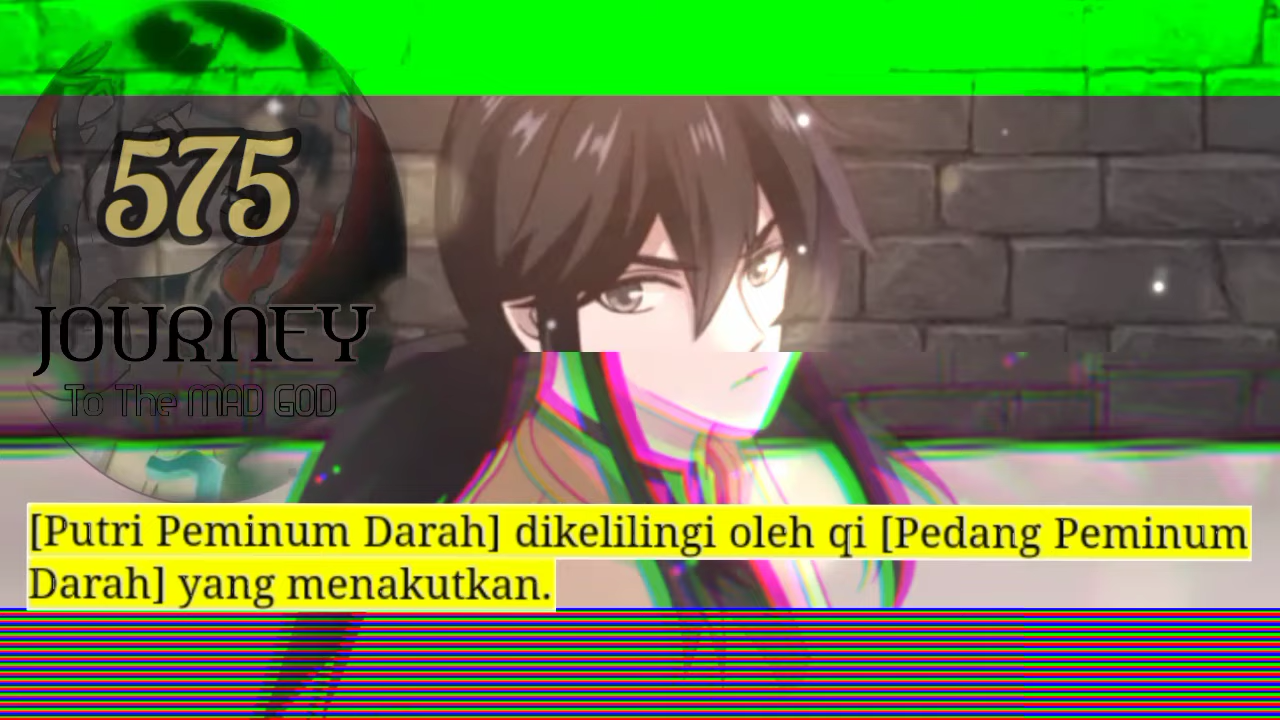 575
JOURNEY
To The MAD GOD
[Putri Peminum Darah] dikelilingi oleh qi [Pedang Peminum
Darah] yang menakutkan.